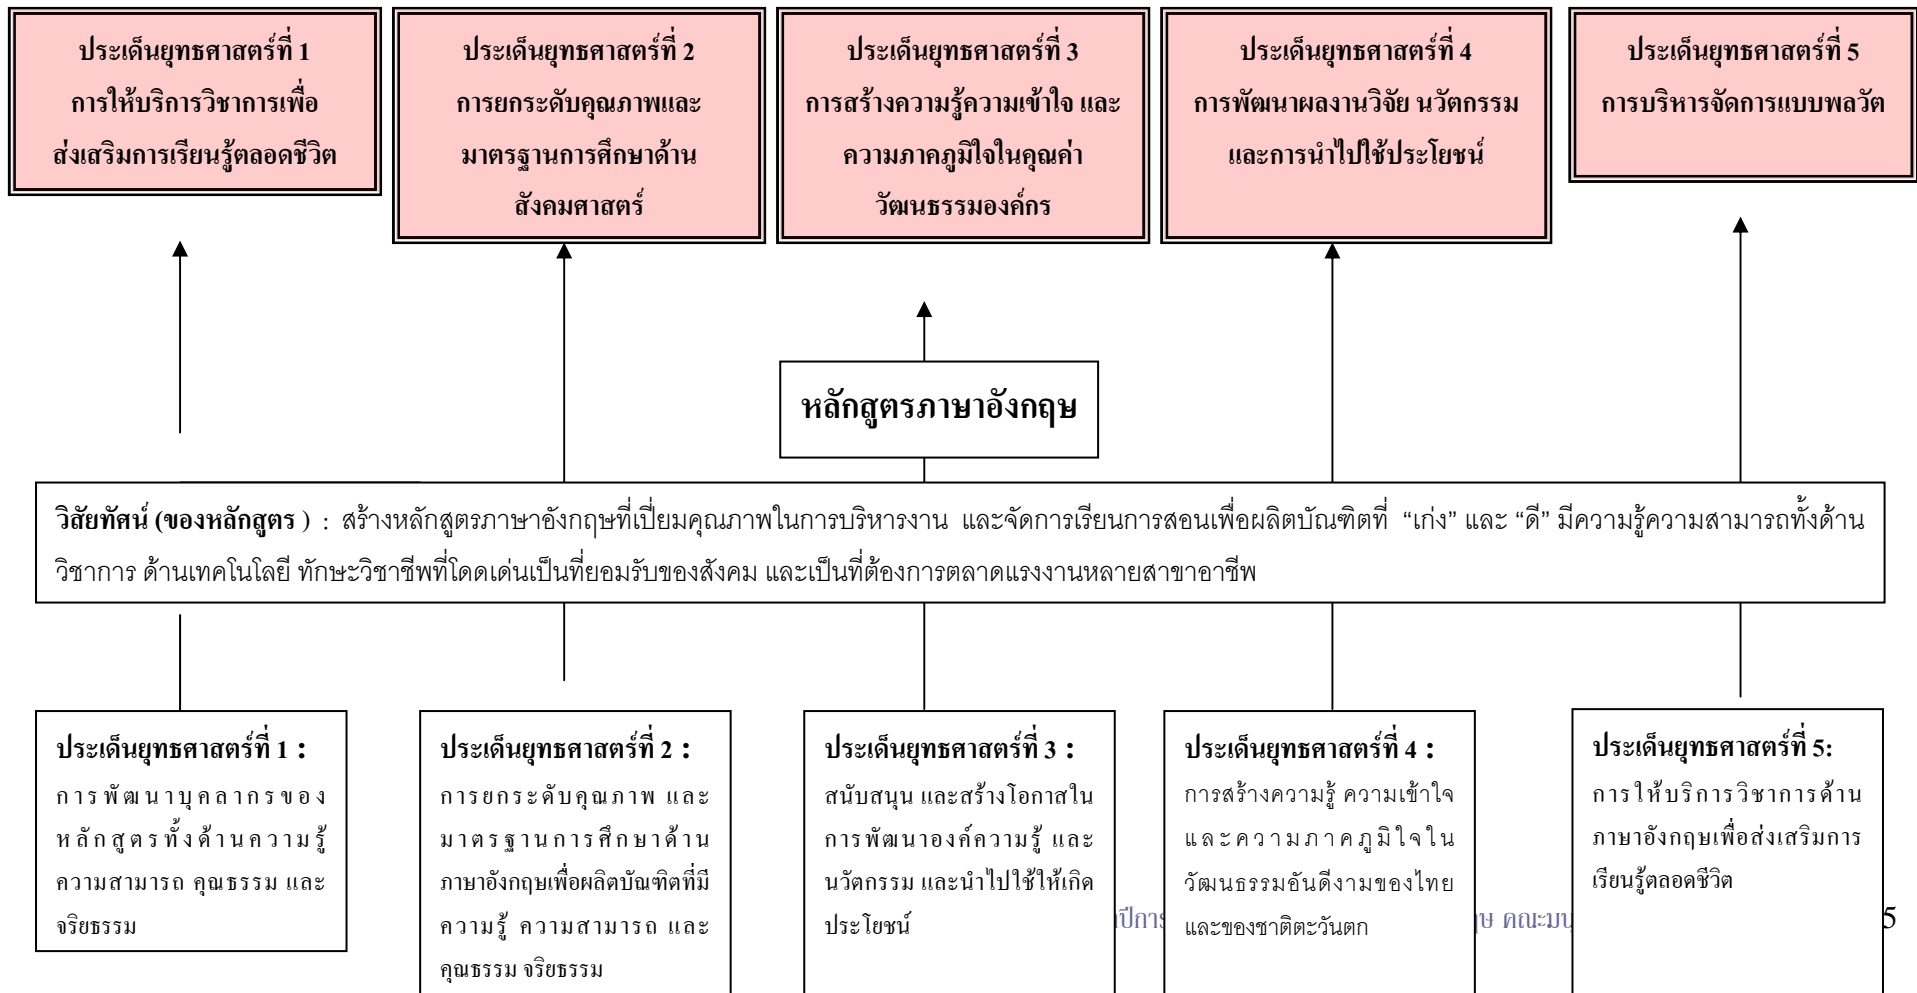 ประเด็นยุทธศาสตร์ที่ 1
การให้บริการวิชาการเพื่อ
ส่งเสริมการเรียนรู้ตลอดชีวิต
ประเด็นยุทธศาสตร์ที่ 2
การยกระดับคุณภาพและ
มาตรฐานการศึกษาด้าน
สังคมศาสตร์
ประเด็นยุทธศาสตร์ที่ 3
การสร้างความรู้ความเข้าใจ และ
ความภาคภูมิใจในคุณค่า
วัฒนธรรมองค์กร
ประเด็นยุทธศาสตร์ที่ 4
การพัฒนาผลงานวิจัย นวัตกรรม
และการนำไปใช้ประโยชน์
ประเด็นยุทธศาสตร์ที่ 5
การบริหารจัดการแบบพลวัต
หลักสูตรภาษาอังกฤษ
วิสัยทัศน์ (ของหลักสูตร ) : สร้างหลักสูตรภาษาอังกฤษที่เปี่ยมคุณภาพในการบริหารงาน และจัดการเรียนการสอนเพื่อผลิตบัณฑิตที่ “เก่ง” และ “ดี” มีความรู้ความสามารถทั้งด้าน
วิชาการ ด้านเทคโนโลยี ทักษะวิชาชีพที่โดดเด่นเป็นที่ยอมรับของสังคม และเป็นที่ต้องการตลาดแรงงานหลายสาขาอาชีพ
ประเด็นยุทธศาสตร์ที่ 1 :
การพัฒนาบุคลากรของ
หลักสูตรทั้งด้านความรู้
ความสามารถ คุณธรรม และ
จริยธรรม
ประเด็นยุทธศาสตร์ที่ 2 :
การยกระดับคุณภาพ และ
มาตรฐานการศึกษาด้าน
ภาษาอังกฤษเพื่อผลิตบัณฑิตที่มี
ความรู้ ความสามารถ และ
คุณธรรม จริยธรรม
ประเด็นยุทธศาสตร์ที่ 3 :
สนับสนุน และสร้างโอกาสใน
การพัฒนาองค์ความรู้ และ
นวัตกรรม และนำไปใช้ให้เกิด
ประโยชน์
ประเด็นยุทธศาสตร์ที่ 4 :
การสร้างความรู้ ความเข้าใจ
และความภาคภูมิใจใน
วัฒนธรรมอันดีงามของไทย
และของชาติตะวันตก
ประเด็นยุทธศาสตร์ที่ 5:
การให้บริการวิชาการด้าน
ภาษาอังกฤษเพื่อส่งเสริมการ
เรียนรู้ตลอดชีวิต
คณะ
5